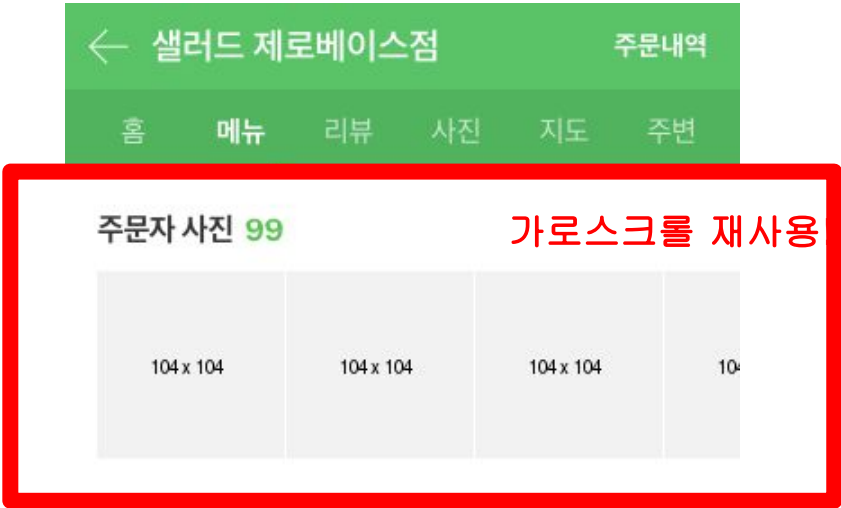 ← 샐러드 제로베이스점 주문내역
홈 메뉴 리뷰 사진 지도 주변
주문자 사진 99 가로스크롤 재사용
104 x 104 104 x 104 104 x 104 104